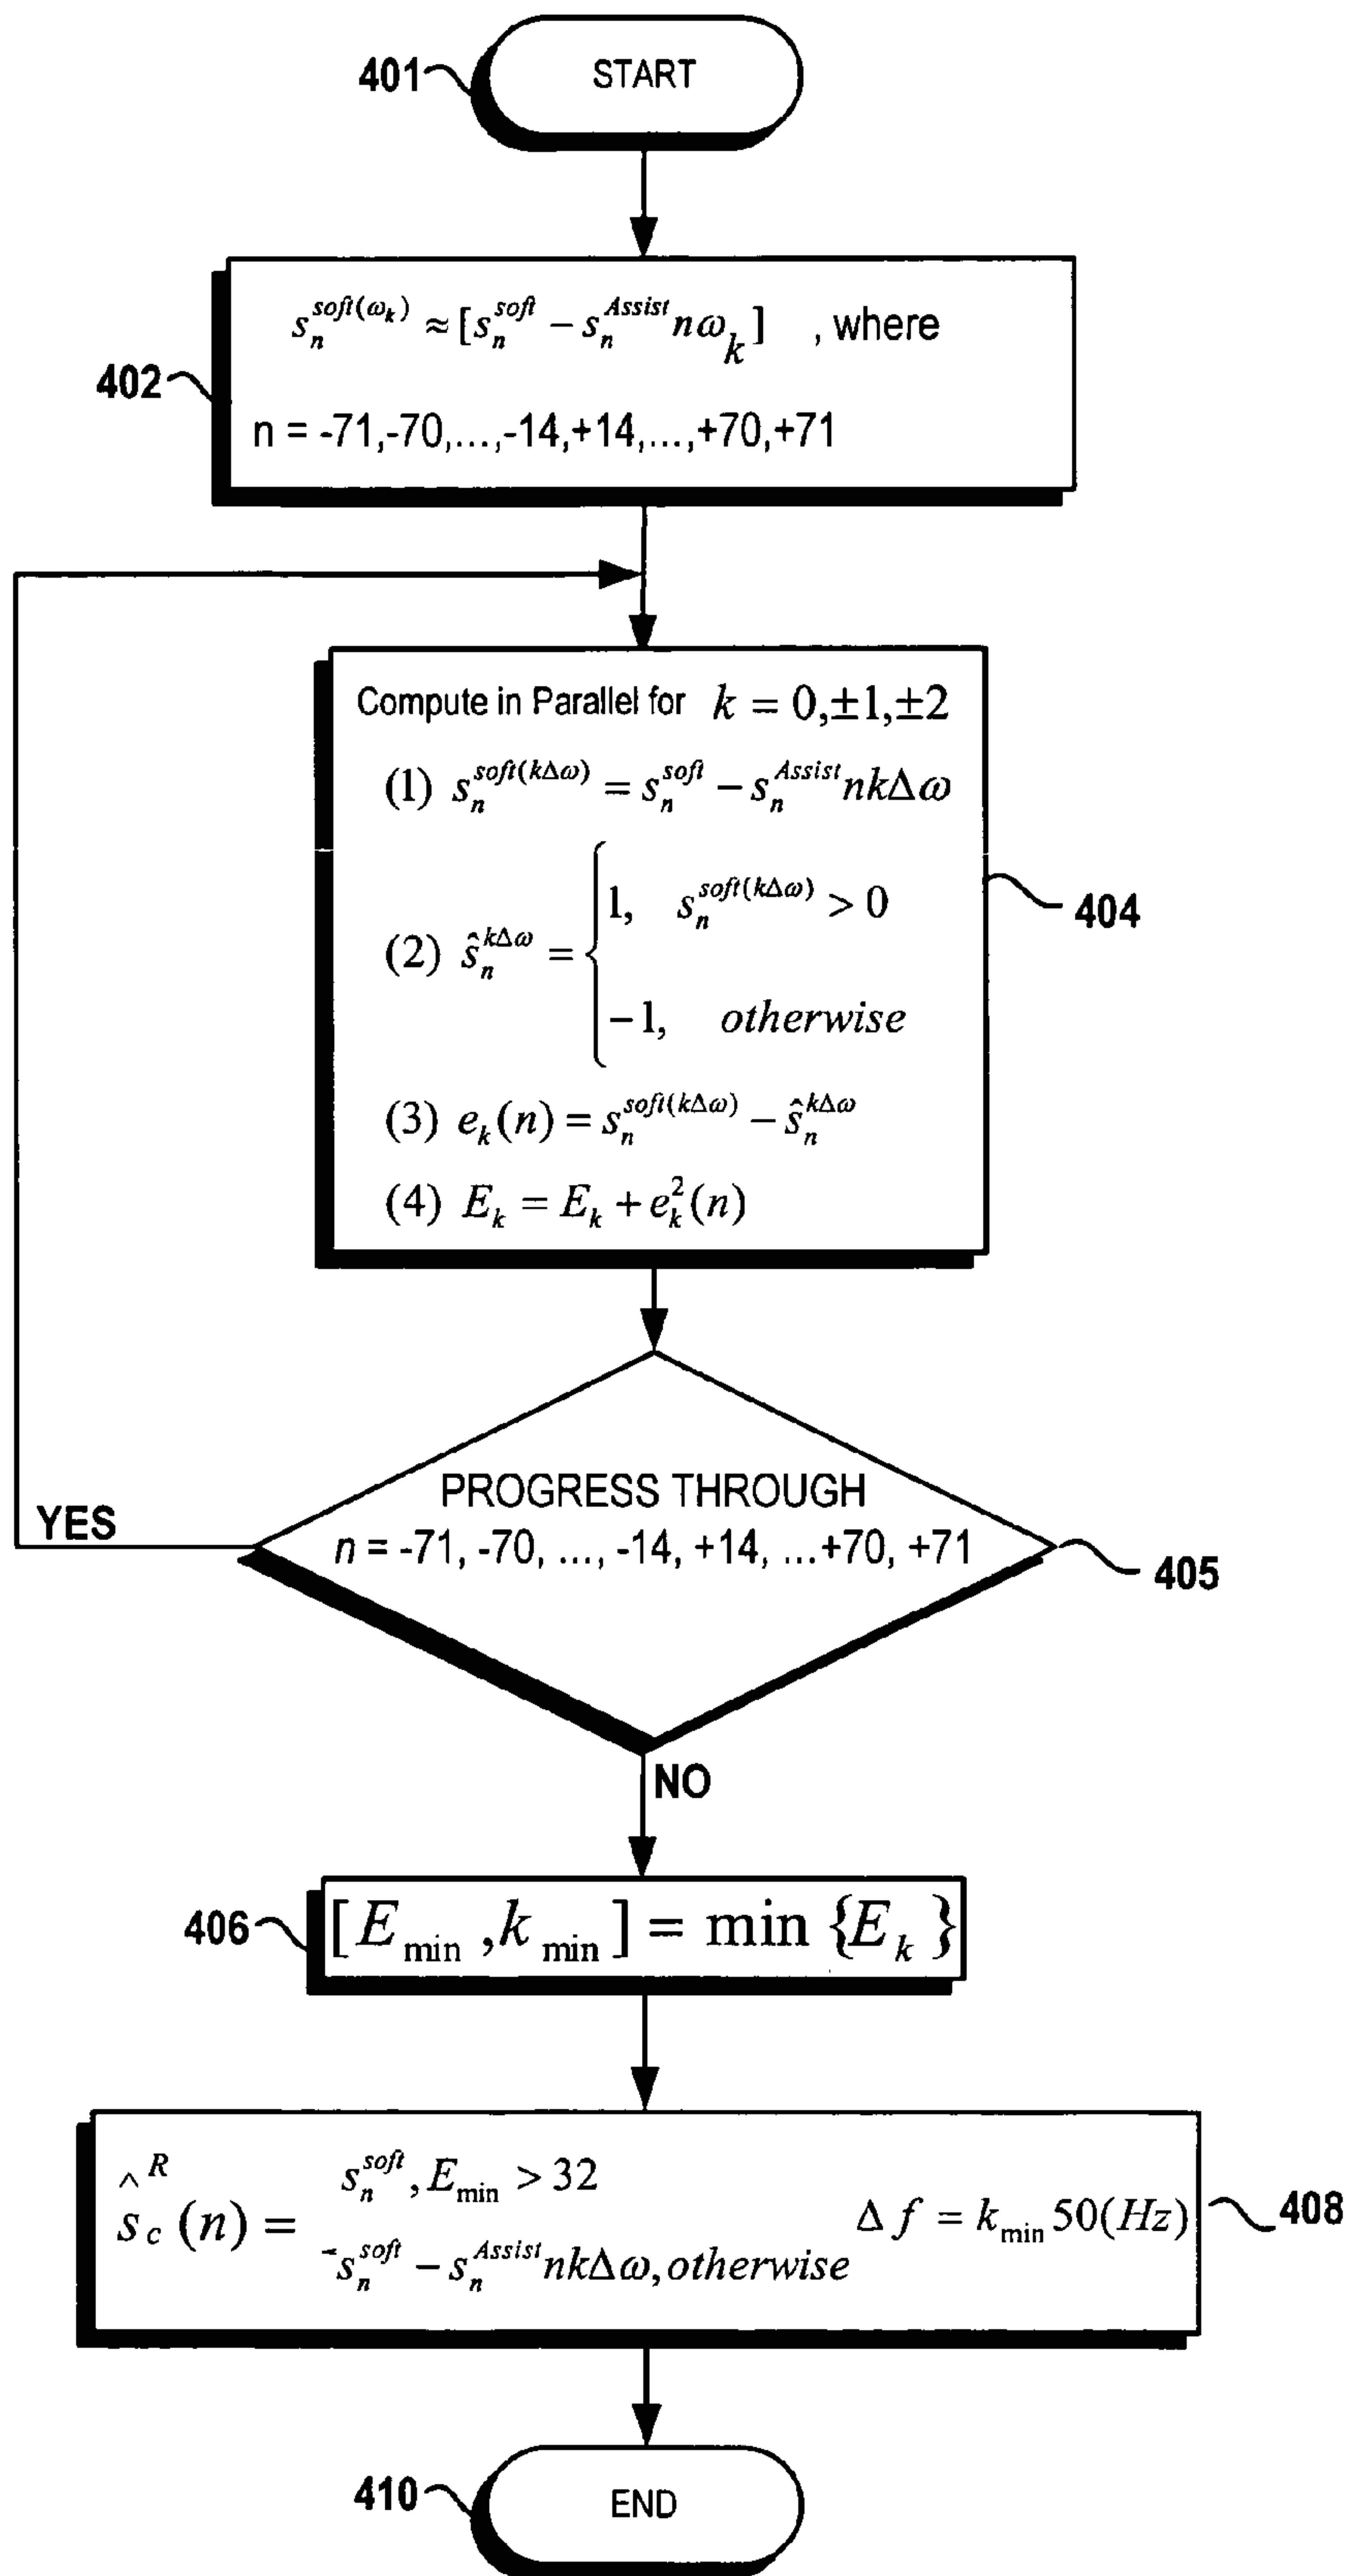 401
START
s_n^{soft(ω_k)} ≈ [s_n^{soft} − s_n^{Assist} nω_k] , where
402
n = -71,-70,...,-14,+14,...,+70,+71
Compute in Parallel for k = 0,±1,±2
(1) s_n^{soft(kΔω)} = s_n^{soft} − s_n^{Assist} nkΔω
(2) ŝ_n^{kΔω} = { 1, s_n^{soft(kΔω)} > 0
−1, otherwise
404
(3) e_k(n) = s_n^{soft(kΔω)} − ŝ_n^{kΔω}
(4) E_k = E_k + e_k^2(n)
PROGRESS THROUGH
n = -71, -70, ..., -14, +14, ...+70, +71
YES
405
NO
406
[E_min ,k_min] = min {E_k}
ŝ_c^R(n) = s_n^{soft}, E_min > 32
s_n^{soft} − s_n^{Assist} nkΔω, otherwise
Δf = k_min 50(Hz)
408
410
END